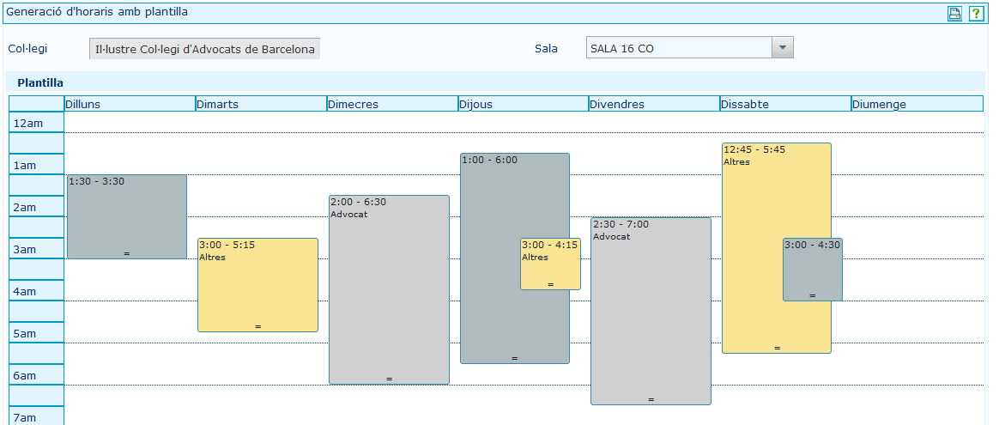 Generació d'horaris amb plantilla
?
Col·legi
Il·lustre Col·legi d'Advocats de Barcelona
Sala
SALA 16 CO
Plantilla
Dilluns
Dimarts
Dimecres
Dijous
Divendres
Dissabte
Diumenge
12am
1am
2am
3am
4am
5am
6am
7am
1:30 - 3:30
=
3:00 - 5:15
Altres
=
2:00 - 6:30
Advocat
=
1:00 - 6:00
=
3:00 - 4:15
Altres
=
2:30 - 7:00
Advocat
=
12:45 - 5:45
Altres
=
3:00 - 4:30
=